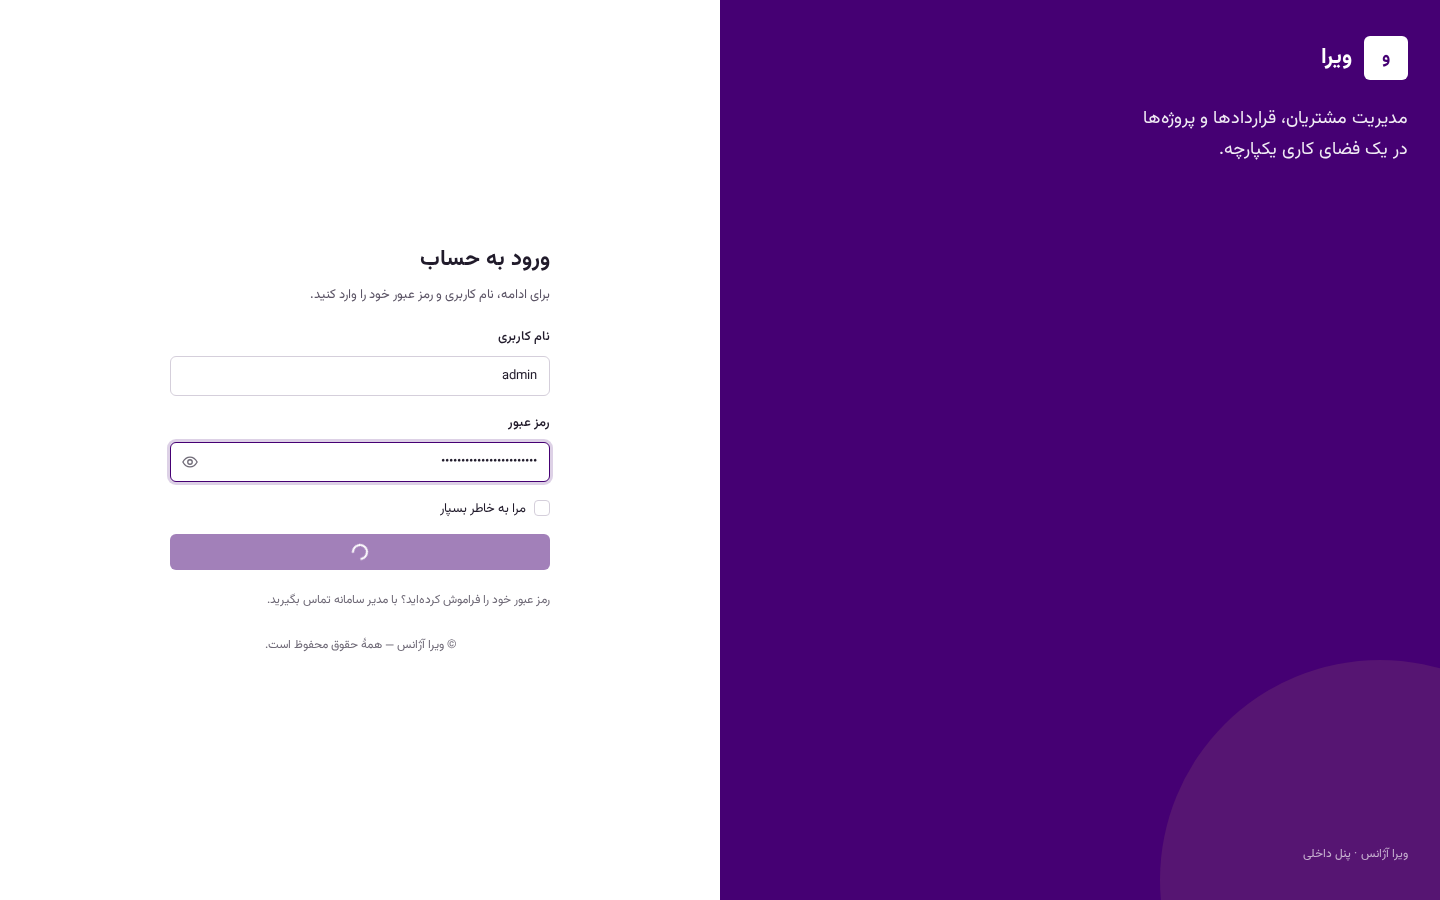 و
ویرا
مدیریت مشتریان، قراردادها و پروژه‌ها
در یک فضای کاری یکپارچه.
ویرا آژانس · پنل داخلی
ورود به حساب
برای ادامه، نام کاربری و رمز عبور خود را وارد کنید.
نام کاربری
admin
رمز عبور
••••••••••••••••••••••••
مرا به خاطر بسپار
رمز عبور خود را فراموش کرده‌اید؟ با مدیر سامانه تماس بگیرید.
© ویرا آژانس — همهٔ حقوق محفوظ است.